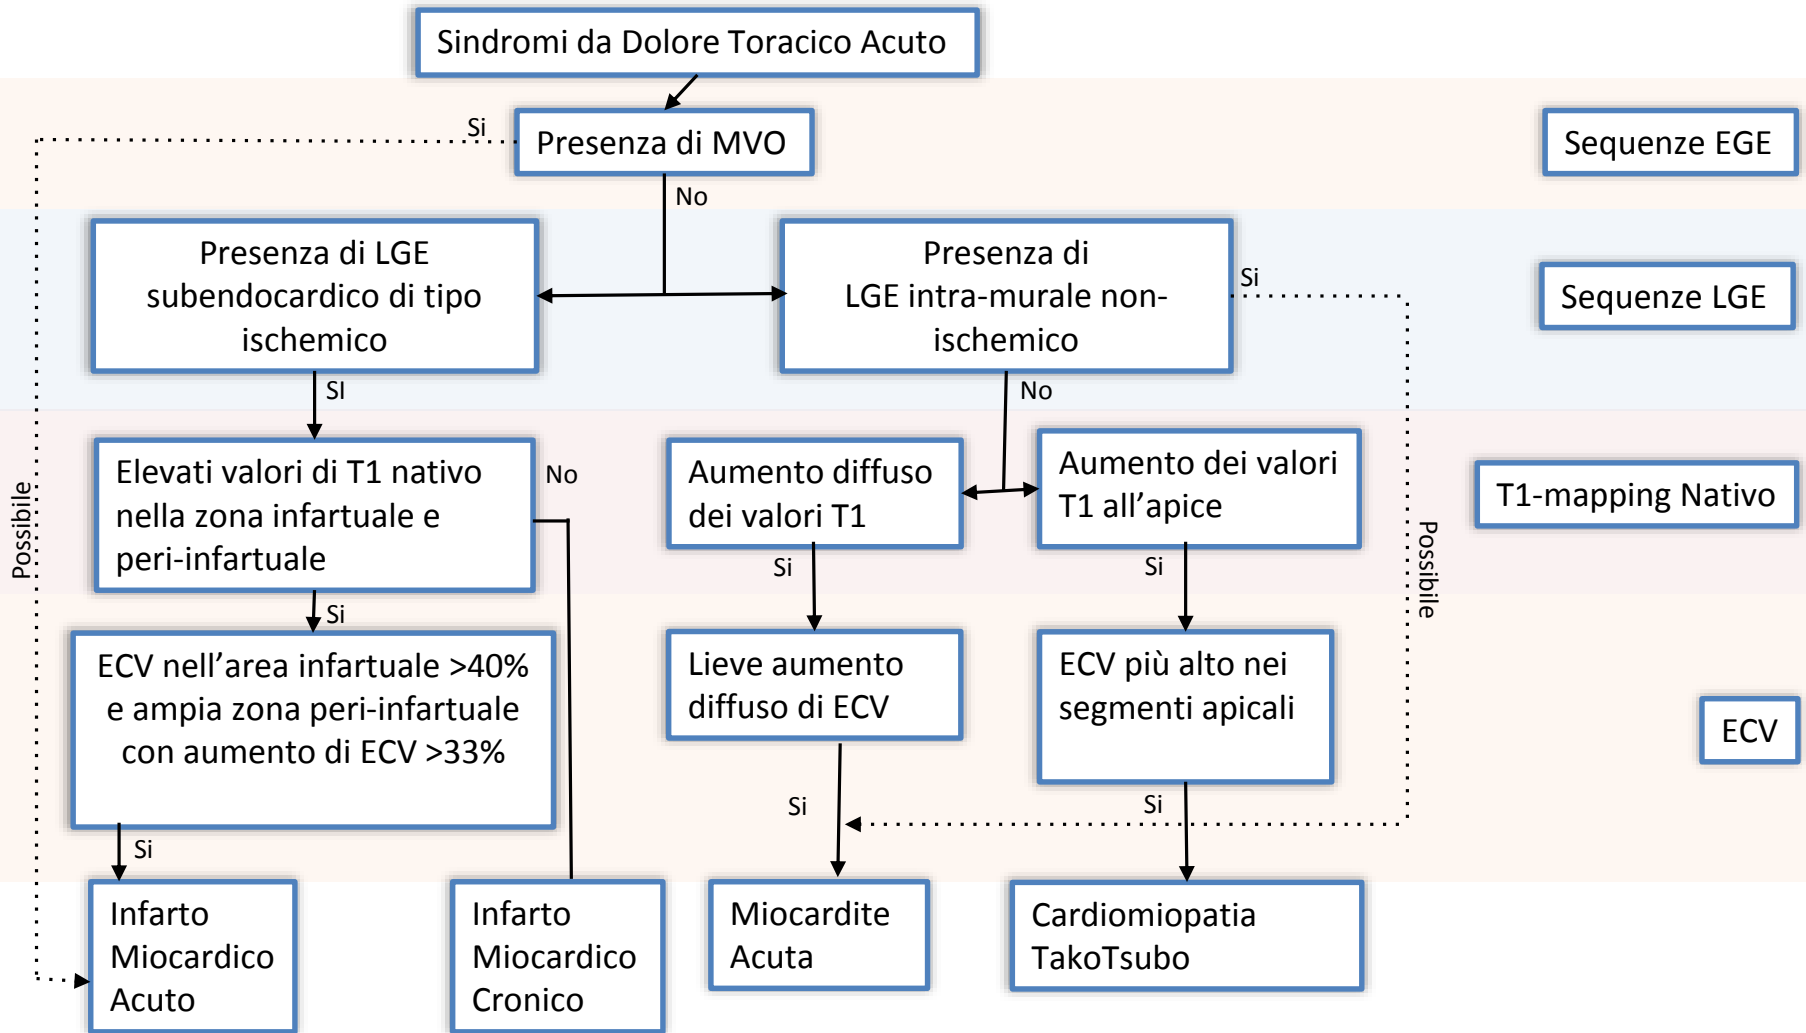 Sindromi da Dolore Toracico Acuto
Si
Presenza di MVO
Sequenze EGE
No
Presenza di LGE
subendocardico di tipo
ischemico
Presenza di
LGE intra-murale non-
ischemico
Si
Sequenze LGE
SI
No
Elevati valori di T1 nativo
nella zona infartuale e
peri-infartuale
No
Aumento diffuso
dei valori T1
Aumento dei valori
T1 all’apice
T1-mapping Nativo
Possibile
Possibile
Si
Si
Si
ECV nell’area infartuale >40%
e ampia zona peri-infartuale
con aumento di ECV >33%
Lieve aumento
diffuso di ECV
ECV più alto nei
segmenti apicali
ECV
Si
Si
Si
Infarto
Miocardico
Acuto
Infarto
Miocardico
Cronico
Miocardite
Acuta
Cardiomiopatia
TakoTsubo